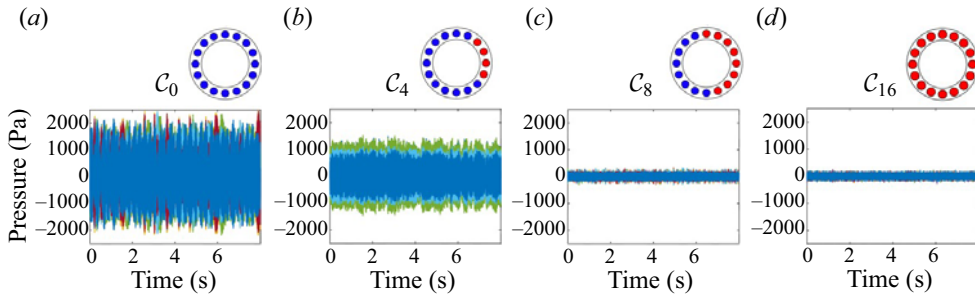 (a) (b) (c) (d)
C0 C4 C8 C16
2000 2000 2000 2000
1000 1000 1000 1000
0 0 0 0
–1000 –1000 –1000 –1000
–2000 –2000 –2000 –2000
Pressure (Pa)
0 2 4 6 0 2 4 6 0 2 4 6 0 2 4 6
Time (s) Time (s) Time (s) Time (s)